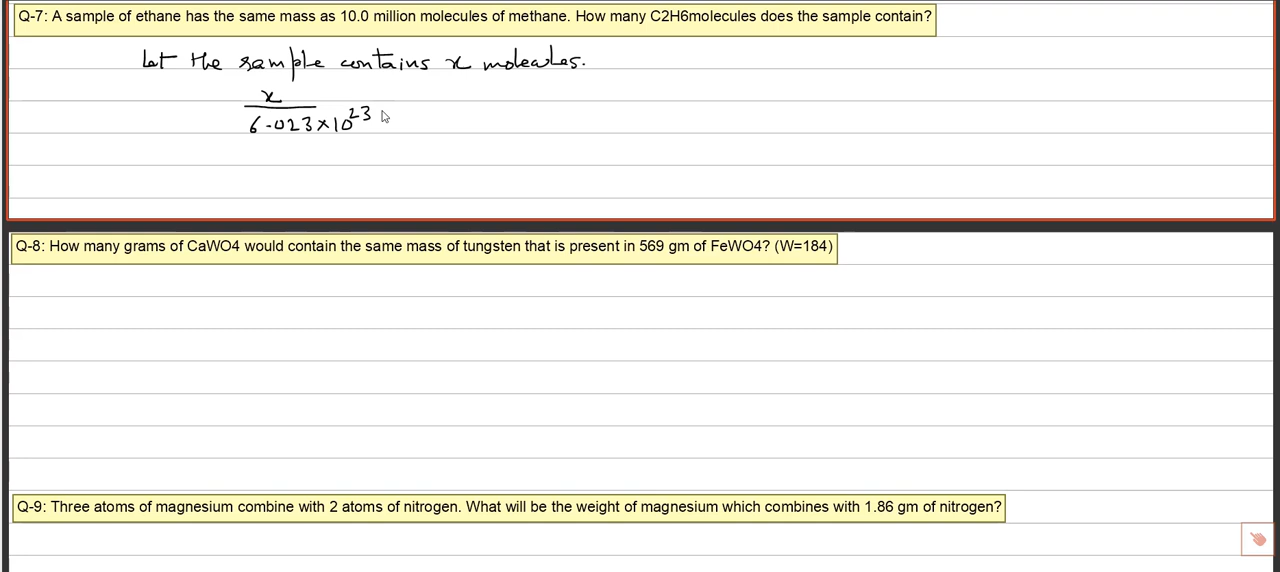 Q-7: A sample of ethane has the same mass as 10.0 million molecules of methane. How many C2H6molecules does the sample contain?
Let the sample contains x molecules.
x
6.023×10^23
Q-8: How many grams of CaWO4 would contain the same mass of tungsten that is present in 569 gm of FeWO4? (W=184)
Q-9: Three atoms of magnesium combine with 2 atoms of nitrogen. What will be the weight of magnesium which combines with 1.86 gm of nitrogen?